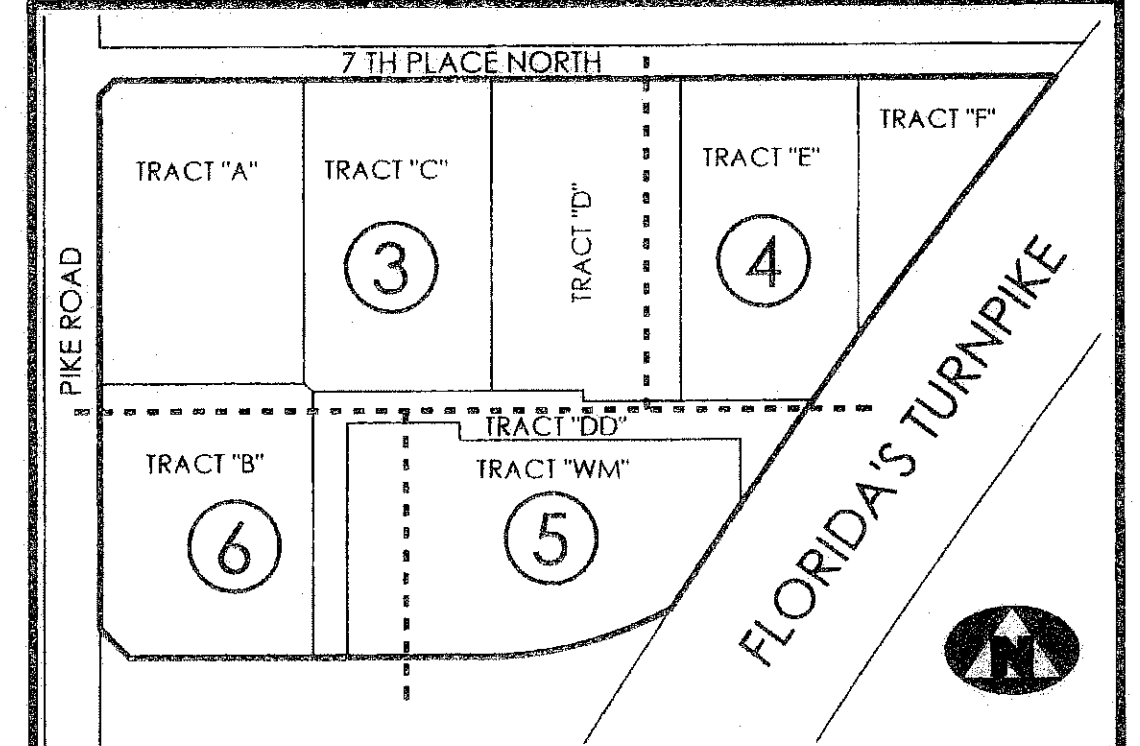 7 TH PLACE NORTH
TRACT "A"
TRACT "C"
TRACT "D"
TRACT "E"
TRACT "F"
3
4
PIKE ROAD
FLORIDA'S TURNPIKE
TRACT "DD"
TRACT "B"
TRACT "WM"
6
5
N